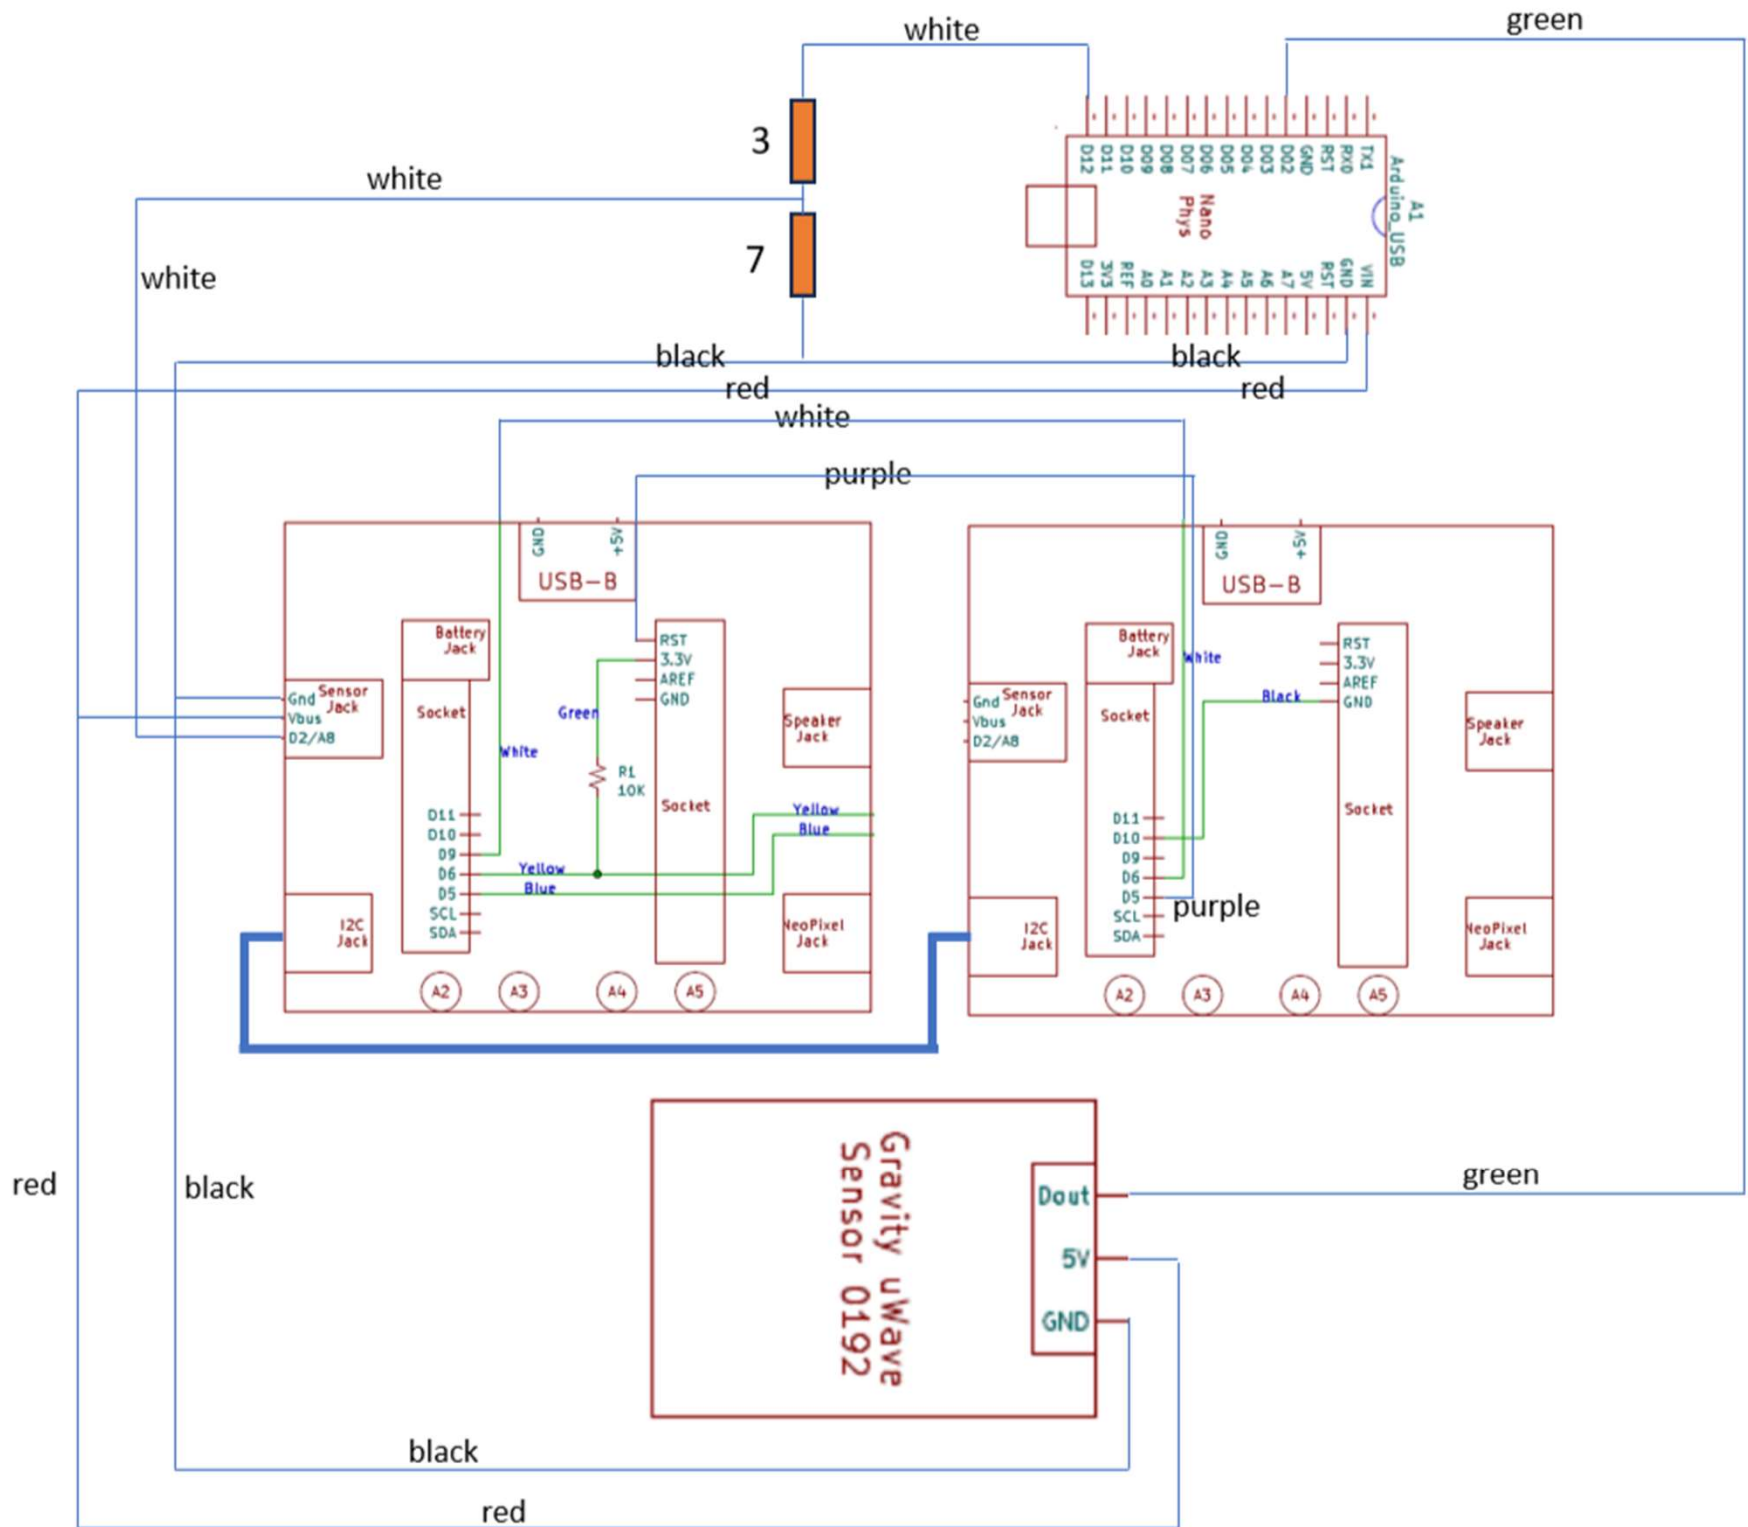 green
white
3
D12
D11
D10
D09
D08
D07
D06
D05
D04
D03
D02
GND
RST
RX0
TX1
A1
Arduino_USB
Nano
Phys
white
7
D13
3V3
REF
A0
A1
A2
A3
A4
A5
A6
A7
5V
RST
GND
VIN
white
black
black
red
red
white
purple
GND
+5V
USB-B
Battery
Jack
RST
3.3V
AREF
GND
Sensor
Jack
Gnd
Vbus
D2/A8
Socket
Green
White
Speaker
Jack
R1
10K
Socket
Yellow
Blue
D11
D10
D9
D6
D5
SCL
SDA
Yellow
Blue
I2C
Jack
NeoPixel
Jack
A2
A3
A4
A5
GND
+5V
USB-B
Battery
Jack
White
RST
3.3V
AREF
GND
Black
Sensor
Jack
Gnd
Vbus
D2/A8
Socket
Speaker
Jack
Socket
D11
D10
D9
D6
D5
SCL
SDA
purple
I2C
Jack
NeoPixel
Jack
A2
A3
A4
A5
red
black
Gravity uWave
Sensor 0192
Dout
5V
GND
green
black
red